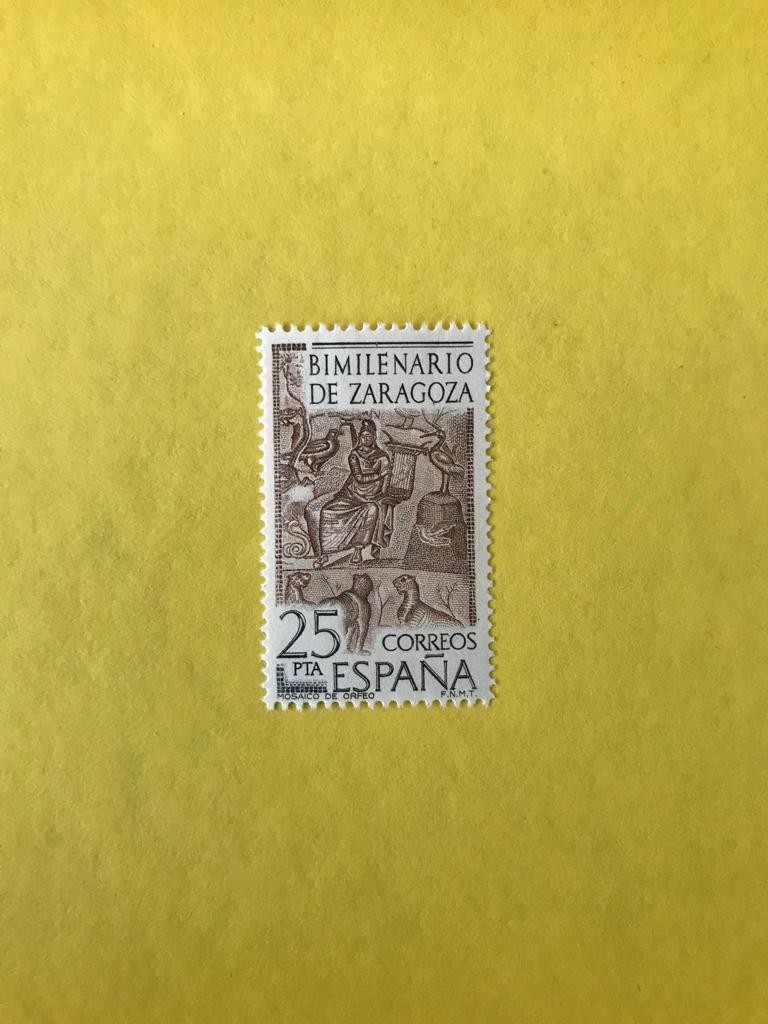 BIMILENARIO
DE ZARAGOZA
25
PTA
CORREOS
ESPAÑA
MOSAICO DE ORFEO
F.N.M.T.